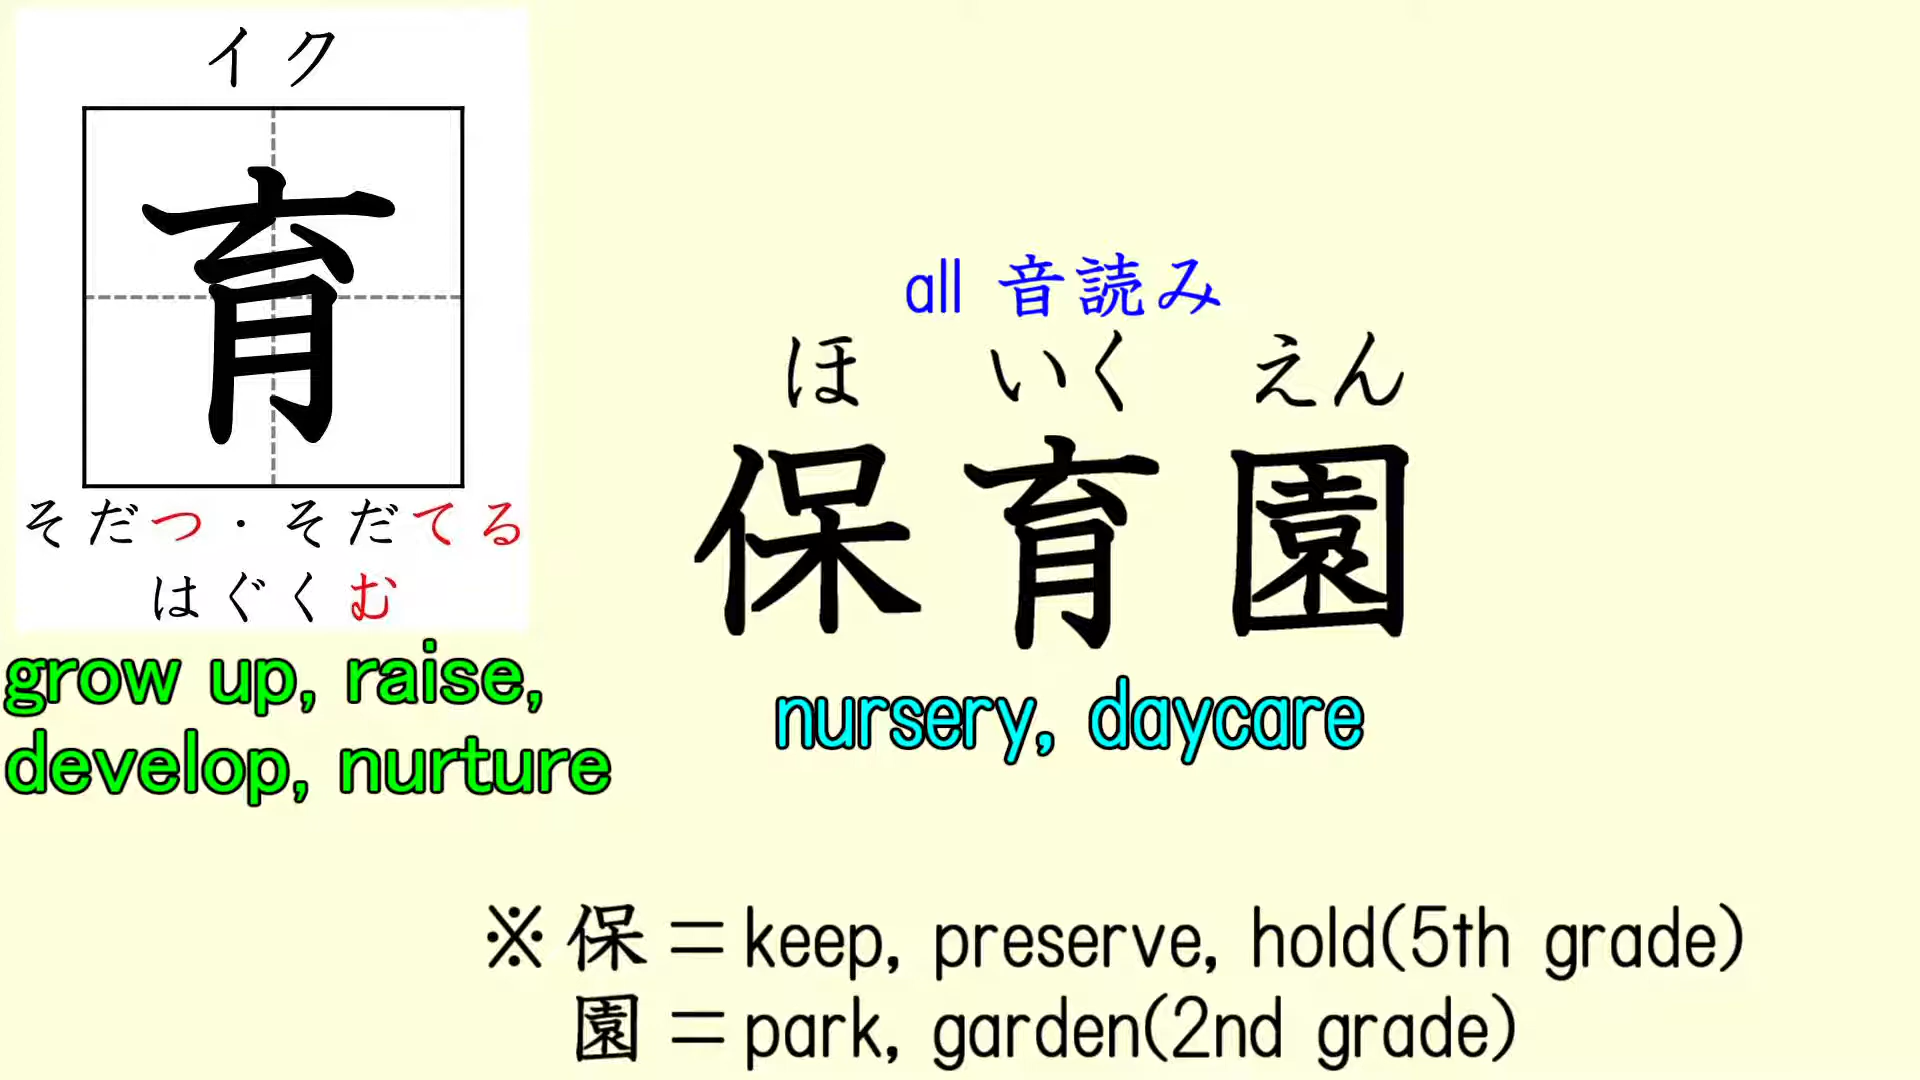 イク
育
そだつ・そだてる
はぐくむ
grow up, raise,
develop, nurture
all 音読み
ほ いく えん
保育園
nursery, daycare
※保＝keep, preserve, hold(5th grade)
園＝park, garden(2nd grade)